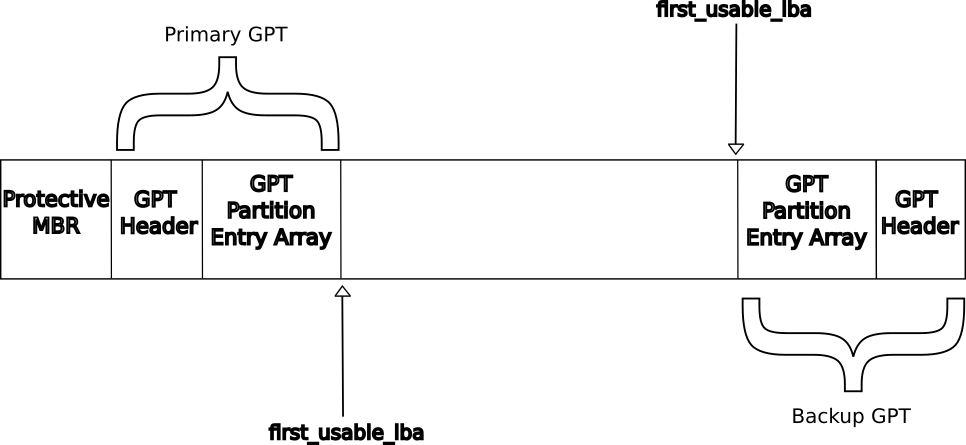 first_usable_lba
Primary GPT
Protective
MBR
GPT
Header
GPT
Partition
Entry Array
GPT
Partition
Entry Array
GPT
Header
first_usable_lba
Backup GPT